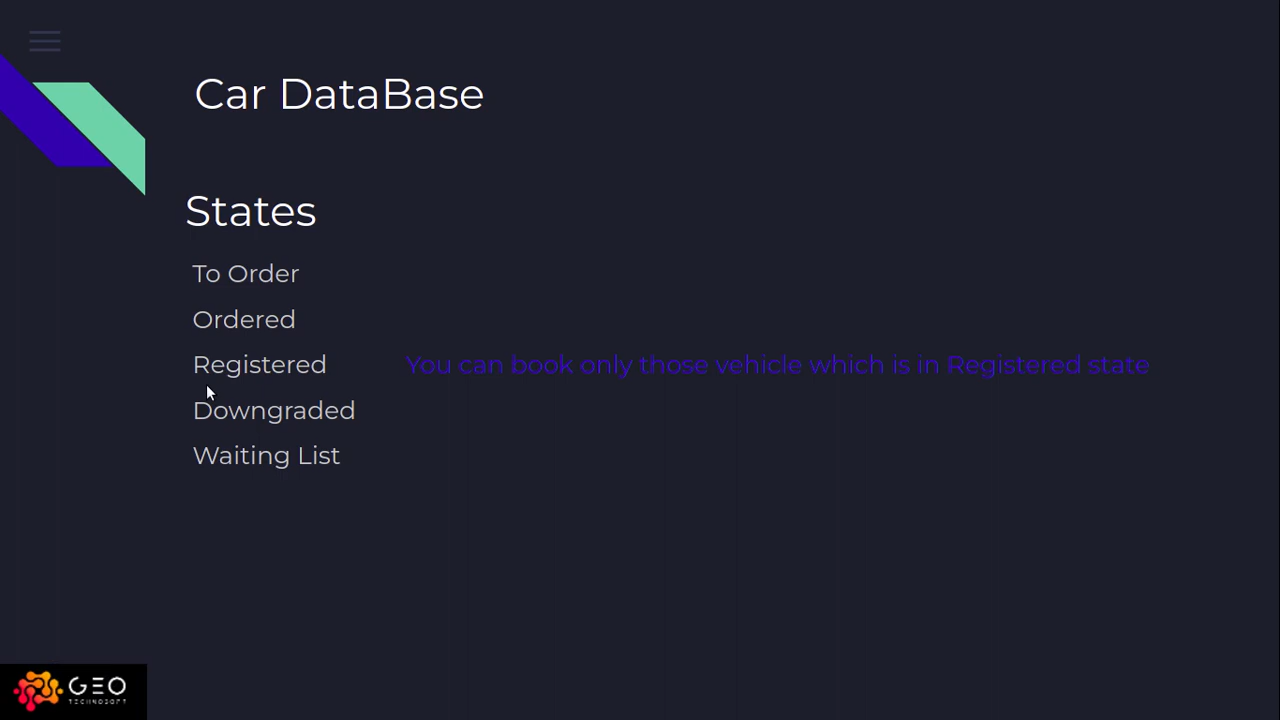 Car DataBase
States
To Order
Ordered
Registered You can book only those vehicle which is in Registered state
Downgraded
Waiting List
GEO
TECHNOSOFT